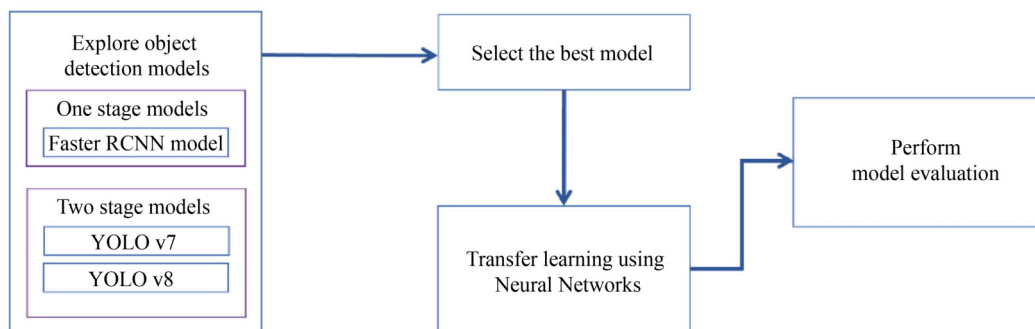 Explore object
detection models
One stage models
Faster RCNN model
Two stage models
YOLO v7
YOLO v8
Select the best model
Transfer learning using
Neural Networks
Perform
model evaluation